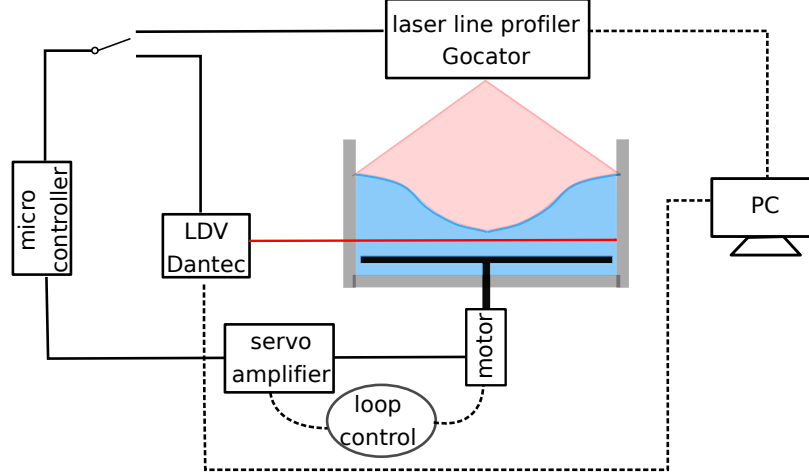 laser line profiler
Gocator
micro
controller
LDV
Dantec
PC
servo
amplifier
motor
loop
control